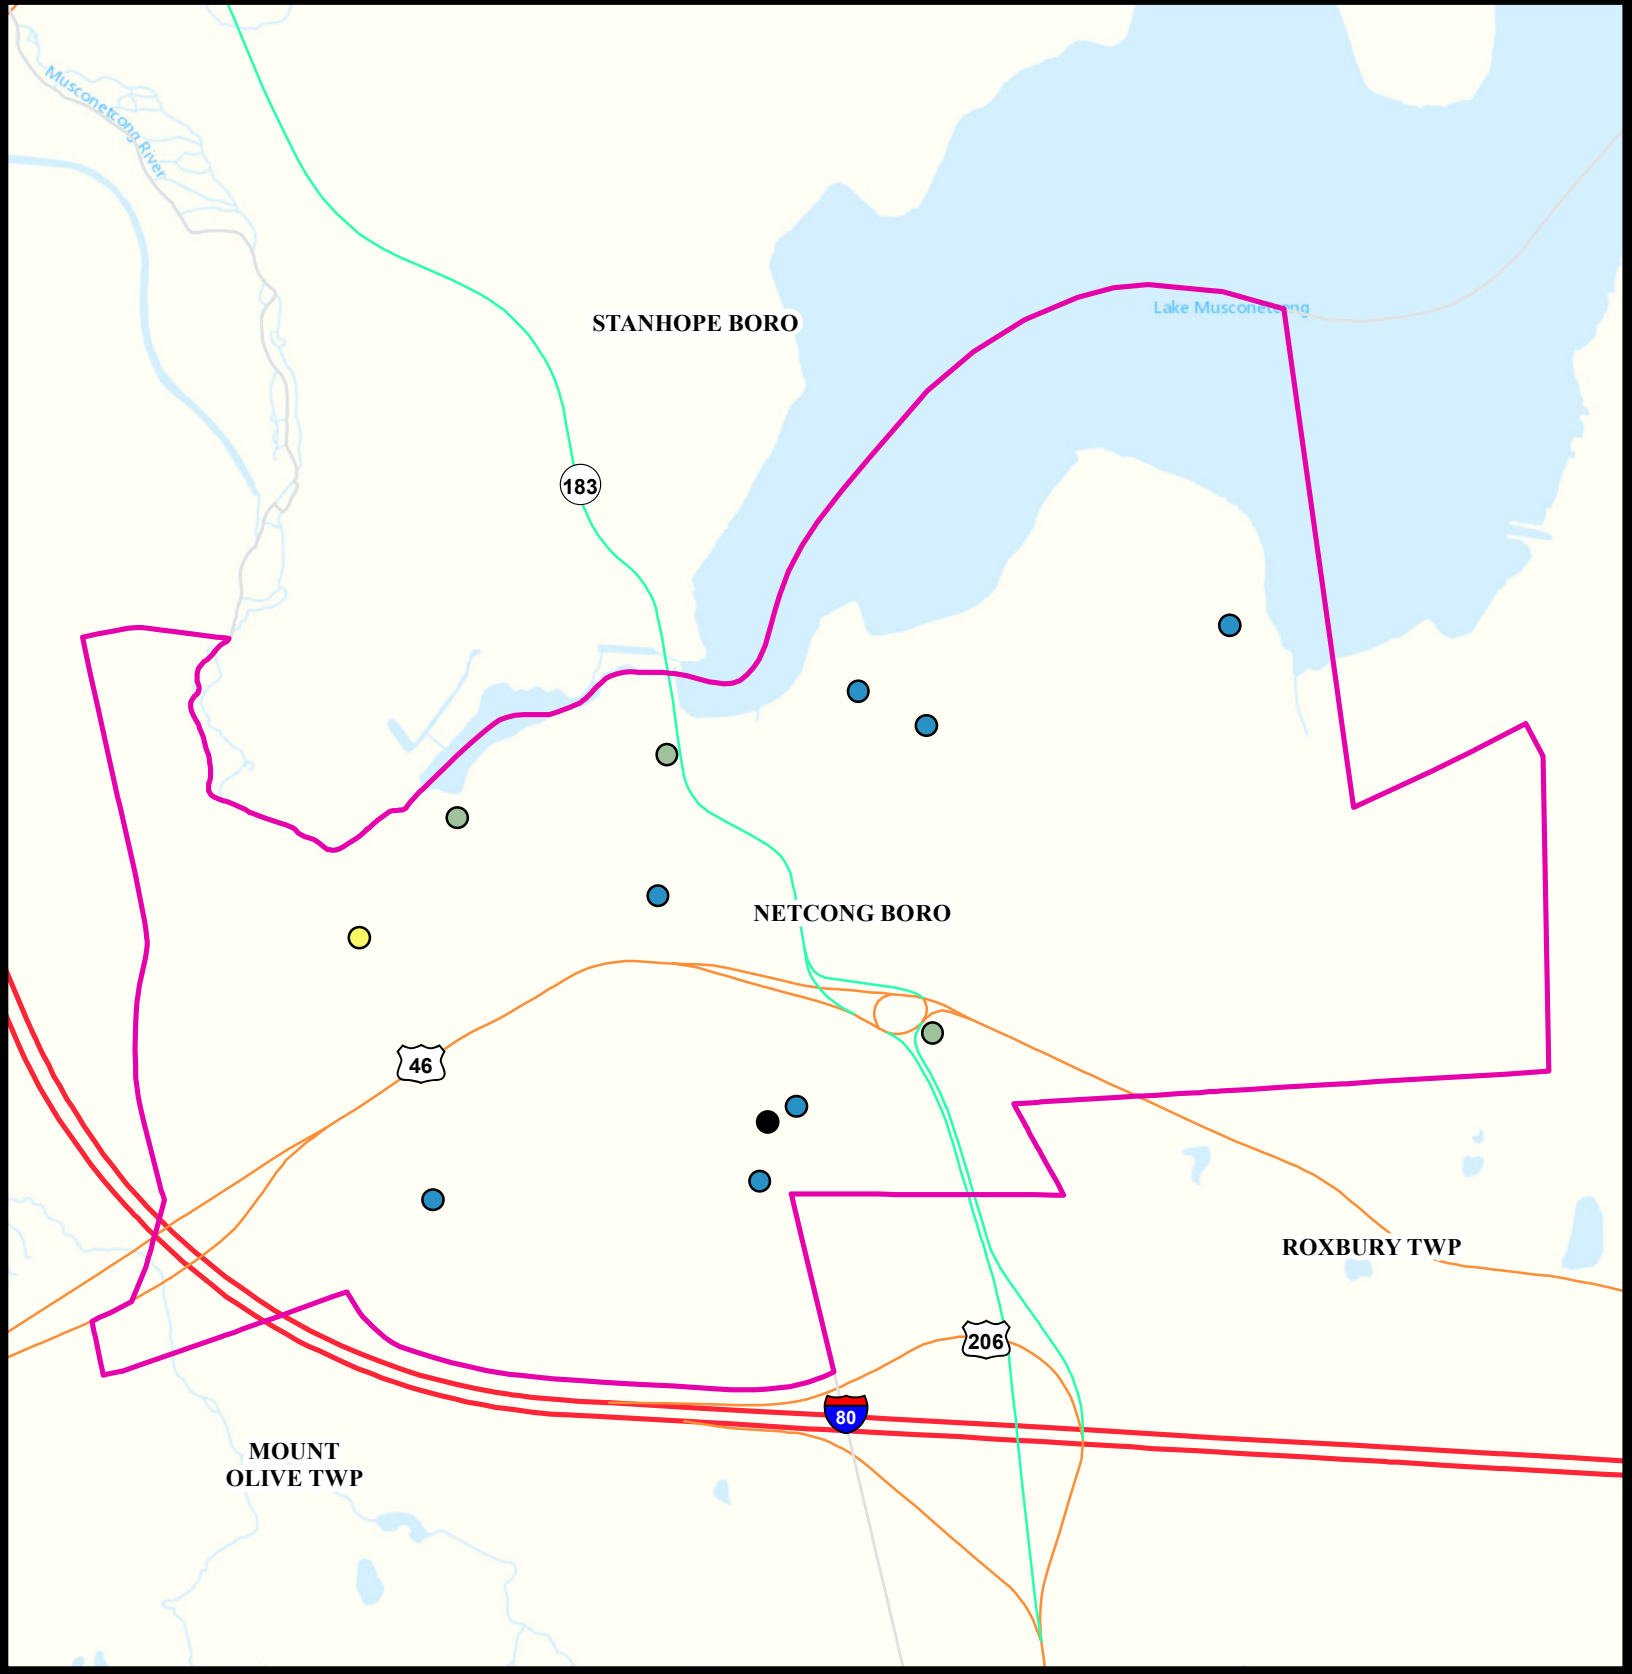 Musconetcong River
Lake Musconetcong
STANHOPE BORO
183
NETCONG BORO
46
ROXBURY TWP
206
80
MOUNT
OLIVE TWP